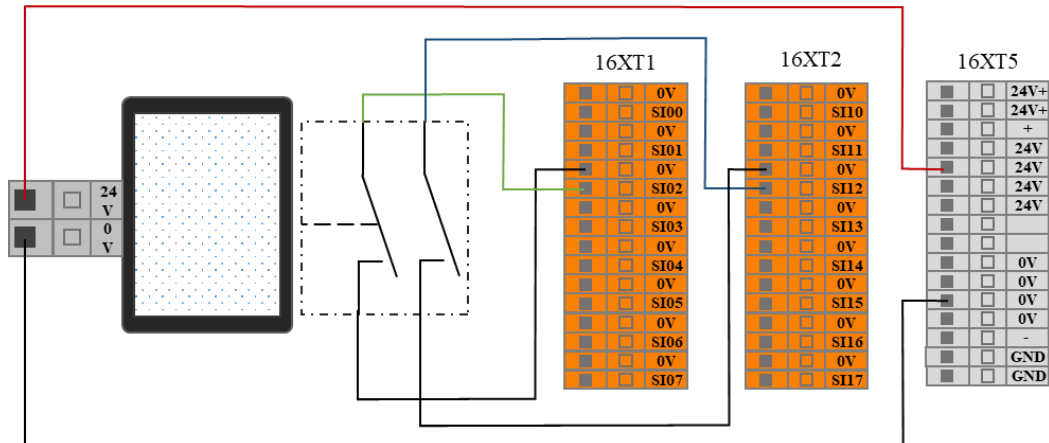 16XT1
16XT2
16XT5
24
V
0
V
0V
SI00
0V
SI01
0V
SI02
0V
SI03
0V
SI04
0V
SI05
0V
SI06
0V
SI07
0V
SI10
0V
SI11
0V
SI12
0V
SI13
0V
SI14
0V
SI15
0V
SI16
0V
SI17
24V+
24V+
+
24V
24V
24V
24V
0V
0V
0V
0V
-
GND
GND